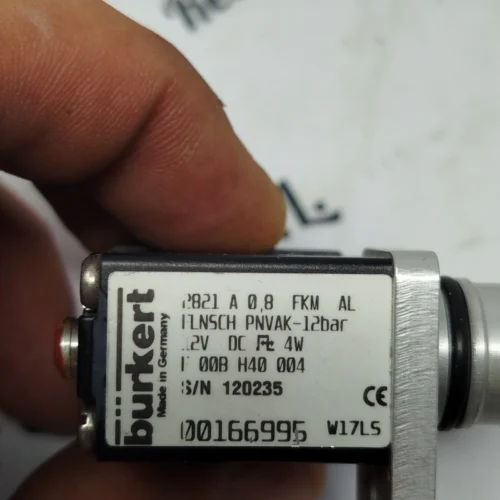 burkert
Made in Germany
2821 A 0,8 FKM AL
FLNSCH PNVAK-12bar
DC 4W
00B H40 004
S/N 120235
CE
00166995 W17LS